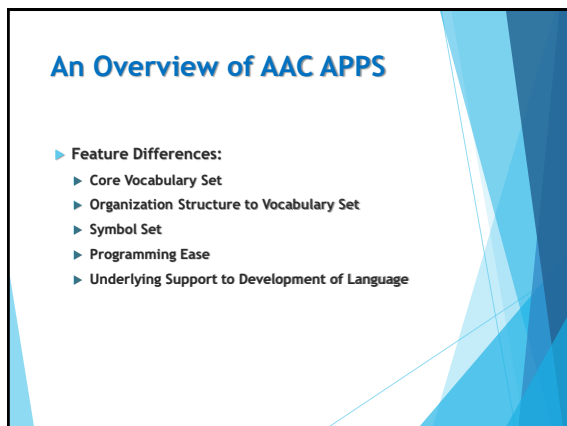 An Overview of AAC APPS
Feature Differences:
Core Vocabulary Set
Organization Structure to Vocabulary Set
Symbol Set
Programming Ease
Underlying Support to Development of Language